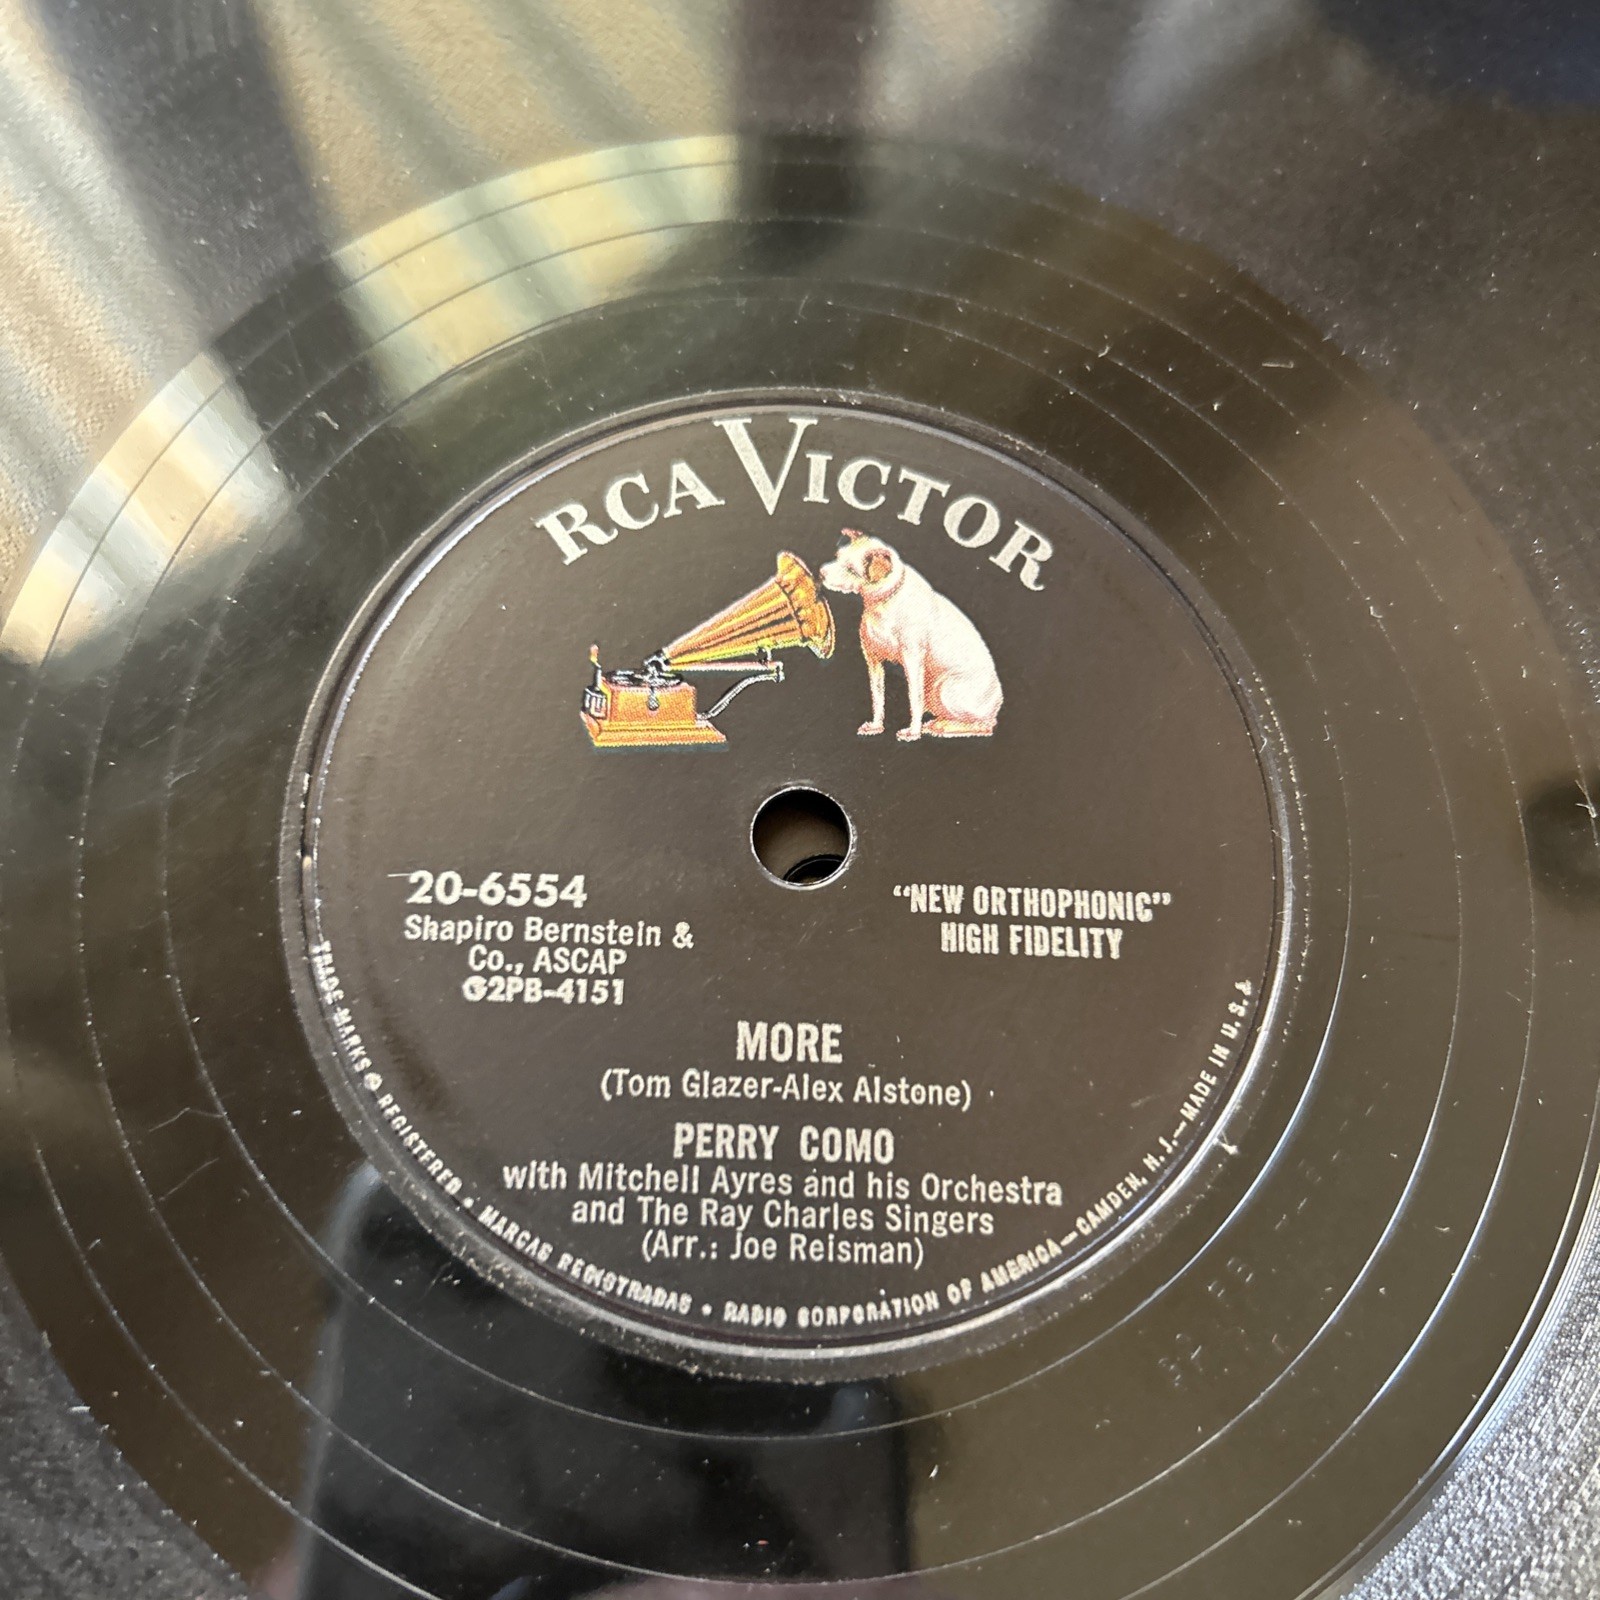 RCA VICTOR
20-6554
Shapiro Bernstein &
Co., ASCAP
G2PB-4151
"NEW ORTHOPHONIC"
HIGH FIDELITY
MORE
(Tom Glazer-Alex Alstone)
PERRY COMO
with Mitchell Ayres and his Orchestra
and The Ray Charles Singers
(Arr.: Joe Reisman)
TRADE-MARKS ® REGISTERED • MARCAS REGISTRADAS • RADIO CORPORATION OF AMERICA—CAMDEN, N. J.—MADE IN U. S. A.